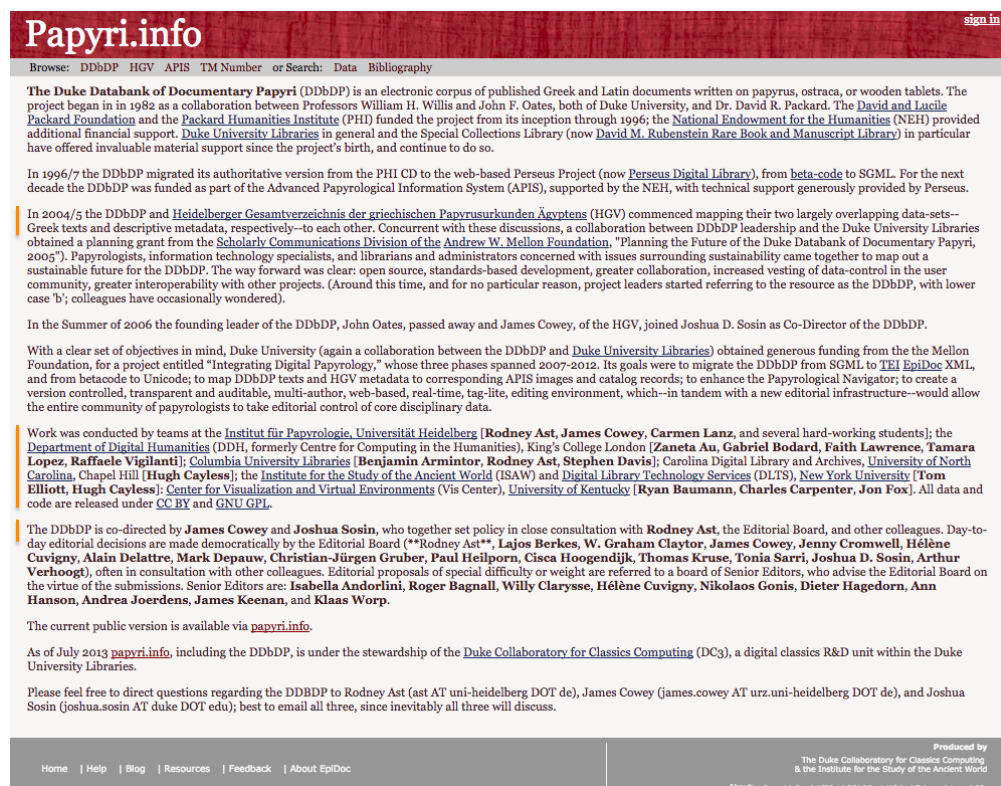 sign in
Papyri.info
Browse: DDbDP HGV APIS TM Number or Search: Data Bibliography
The Duke Databank of Documentary Papyri (DDbDP) is an electronic corpus of published Greek and Latin documents written on papyrus, ostraca, or wooden tablets. The
project began in in 1982 as a collaboration between Professors William H. Willis and John F. Oates, both of Duke University, and Dr. David R. Packard. The David and Lucile
Packard Foundation and the Packard Humanities Institute (PHI) funded the project from its inception through 1996; the National Endowment for the Humanities (NEH) provided
additional financial support. Duke University Libraries in general and the Special Collections Library (now David M. Rubenstein Rare Book and Manuscript Library) in particular
have offered invaluable material support since the project's birth, and continue to do so.
In 1996/7 the DDbDP migrated its authoritative version from the PHI CD to the web-based Perseus Project (now Perseus Digital Library), from beta-code to SGML. For the next
decade the DDbDP was funded as part of the Advanced Papyrological Information System (APIS), supported by the NEH, with technical support generously provided by Perseus.
In 2004/5 the DDbDP and Heidelberger Gesamtverzeichnis der griechischen Papyrusurkunden Ägyptens (HGV) commenced mapping their two largely overlapping data-sets--
Greek texts and descriptive metadata, respectively--to each other. Concurrent with these discussions, a collaboration between DDbDP leadership and the Duke University Libraries
obtained a planning grant from the Scholarly Communications Division of the Andrew W. Mellon Foundation, "Planning the Future of the Duke Databank of Documentary Papyri,
2005"). Papyrologists, information technology specialists, and librarians and administrators concerned with issues surrounding sustainability came together to map out a
sustainable future for the DDbDP. The way forward was clear: open source, standards-based development, greater collaboration, increased vesting of data-control in the user
community, greater interoperability with other projects. (Around this time, and for no particular reason, project leaders started referring to the resource as the DDbDP, with lower
case 'b'; colleagues have occasionally wondered).
In the Summer of 2006 the founding leader of the DDbDP, John Oates, passed away and James Cowey, of the HGV, joined Joshua D. Sosin as Co-Director of the DDbDP.
With a clear set of objectives in mind, Duke University (again a collaboration between the DDbDP and Duke University Libraries) obtained generous funding from the the Mellon
Foundation, for a project entitled "Integrating Digital Papyrology," whose three phases spanned 2007-2012. Its goals were to migrate the DDbDP from SGML to TEI EpiDoc XML,
and from betacode to Unicode; to map DDbDP texts and HGV metadata to corresponding APIS images and catalog records; to enhance the Papyrological Navigator; to create a
version controlled, transparent and auditable, multi-author, web-based, real-time, tag-lite, editing environment, which--in tandem with a new editorial infrastructure--would allow
the entire community of papyrologists to take editorial control of core disciplinary data.
Work was conducted by teams at the Institut für Papyrologie, Universität Heidelberg [Rodney Ast, James Cowey, Carmen Lanz, and several hard-working students]; the
Department of Digital Humanities (DDH, formerly Centre for Computing in the Humanities), King's College London [Zaneta Au, Gabriel Bodard, Faith Lawrence, Tamara
Lopez, Raffaele Vigilanti]; Columbia University Libraries [Benjamin Armintor, Rodney Ast, Stephen Davis]; Carolina Digital Library and Archives, University of North
Carolina, Chapel Hill [Hugh Cayless]; the Institute for the Study of the Ancient World (ISAW) and Digital Library Technology Services (DLTS), New York University [Tom
Elliott, Hugh Cayless]: Center for Visualization and Virtual Environments (Vis Center), University of Kentucky [Ryan Baumann, Charles Carpenter, Jon Fox]. All data and
code are released under CC BY and GNU GPL.
The DDbDP is co-directed by James Cowey and Joshua Sosin, who together set policy in close consultation with Rodney Ast, the Editorial Board, and other colleagues. Day-to-
day editorial decisions are made democratically by the Editorial Board (**Rodney Ast**, Lajos Berkes, W. Graham Claytor, James Cowey, Jenny Cromwell, Hélène
Cuvigny, Alain Delattre, Mark Depauw, Christian-Jürgen Gruber, Paul Heilporn, Cisca Hoogendijk, Thomas Kruse, Tonia Sarri, Joshua D. Sosin, Arthur
Verhoogt), often in consultation with other colleagues. Editorial proposals of special difficulty or weight are referred to a board of Senior Editors, who advise the Editorial Board on
the virtue of the submissions. Senior Editors are: Isabella Andorlini, Roger Bagnall, Willy Clarysse, Hélène Cuvigny, Nikolaos Gonis, Dieter Hagedorn, Ann
Hanson, Andrea Joerdens, James Keenan, and Klaas Worp.
The current public version is available via papyri.info.
As of July 2013 papyri.info, including the DDbDP, is under the stewardship of the Duke Collaboratory for Classics Computing (DC3), a digital classics R&D unit within the Duke
University Libraries.
Please feel free to direct questions regarding the DDBDP to Rodney Ast (ast AT uni-heidelberg DOT de), James Cowey (james.cowey AT urz.uni-heidelberg DOT de), and Joshua
Sosin (joshua.sosin AT duke DOT edu); best to email all three, since inevitably all three will discuss.
Home | Help | Blog | Resources | Feedback | About EpiDoc
Produced by
The Duke Collaboratory for Classics Computing
& the Institute for the Study of the Ancient World